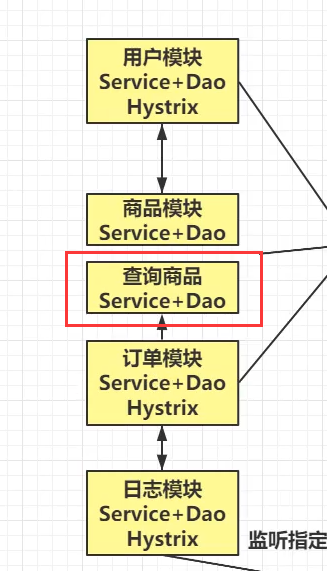 用户模块
Service+Dao
Hystrix
商品模块
Service+Dao
查询商品
Service+Dao
订单模块
Service+Dao
Hystrix
日志模块
Service+Dao
监听指定